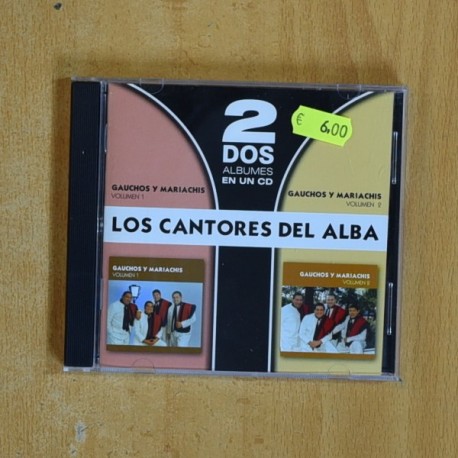 2
DOS
ALBUMES
EN UN CD
€ 6,00
GAUCHOS Y MARIACHIS
VOLUMEN 1
GAUCHOS Y MARIACHIS
VOLUMEN II
LOS CANTORES DEL ALBA
GAUCHOS Y MARIACHIS
VOLUMEN 1
GAUCHOS Y MARIACHIS
VOLUMEN II